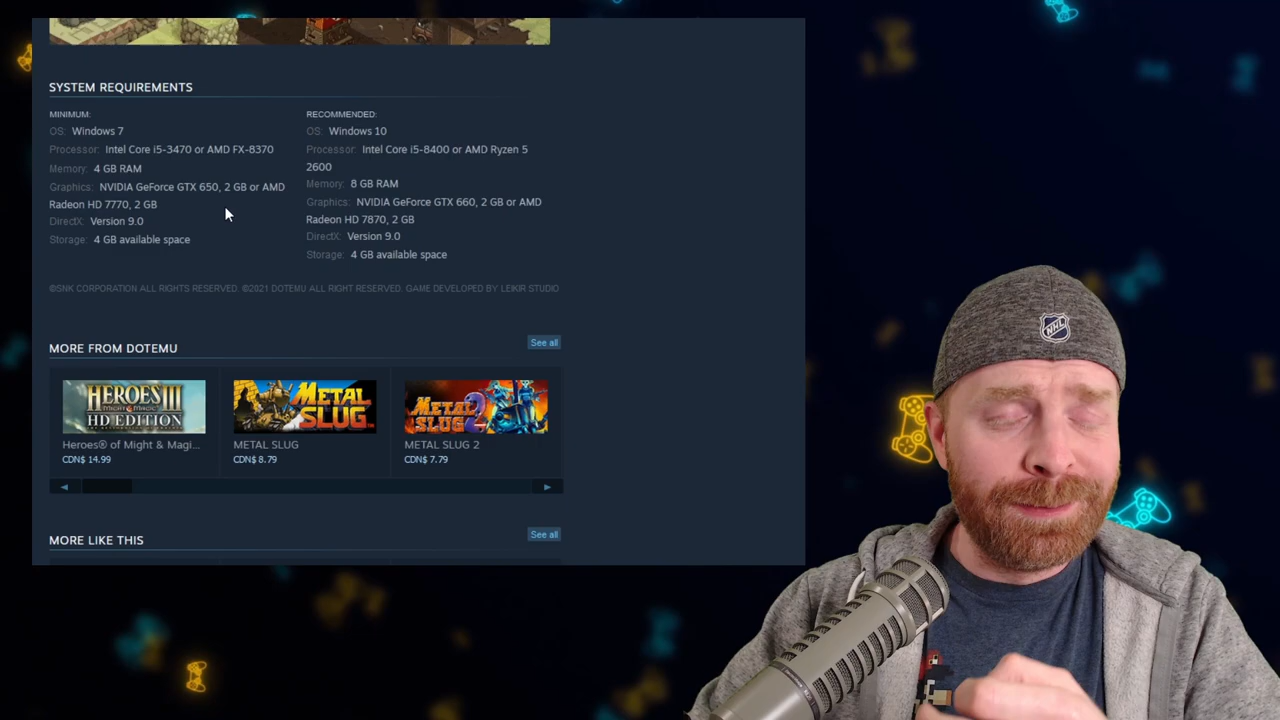 SYSTEM REQUIREMENTS
MINIMUM:
OS: Windows 7
Processor: Intel Core i5-3470 or AMD FX-8370
Memory: 4 GB RAM
Graphics: NVIDIA GeForce GTX 650, 2 GB or AMD
Radeon HD 7770, 2 GB
DirectX: Version 9.0
Storage: 4 GB available space
RECOMMENDED:
OS: Windows 10
Processor: Intel Core i5-8400 or AMD Ryzen 5
2600
Memory: 8 GB RAM
Graphics: NVIDIA GeForce GTX 660, 2 GB or AMD
Radeon HD 7870, 2 GB
DirectX: Version 9.0
Storage: 4 GB available space
©SNK CORPORATION ALL RIGHTS RESERVED. ©2021 DOTEMU ALL RIGHT RESERVED. GAME DEVELOPED BY LEIKIR STUDIO
MORE FROM DOTEMU
See all
HEROES III
MIGHT MAGIC
HD EDITION
METAL
SLUG
METAL
SLUG 2
Heroes® of Might & Magi...
METAL SLUG
METAL SLUG 2
CDN$ 14.99
CDN$ 8.79
CDN$ 7.79
MORE LIKE THIS
See all
NHL